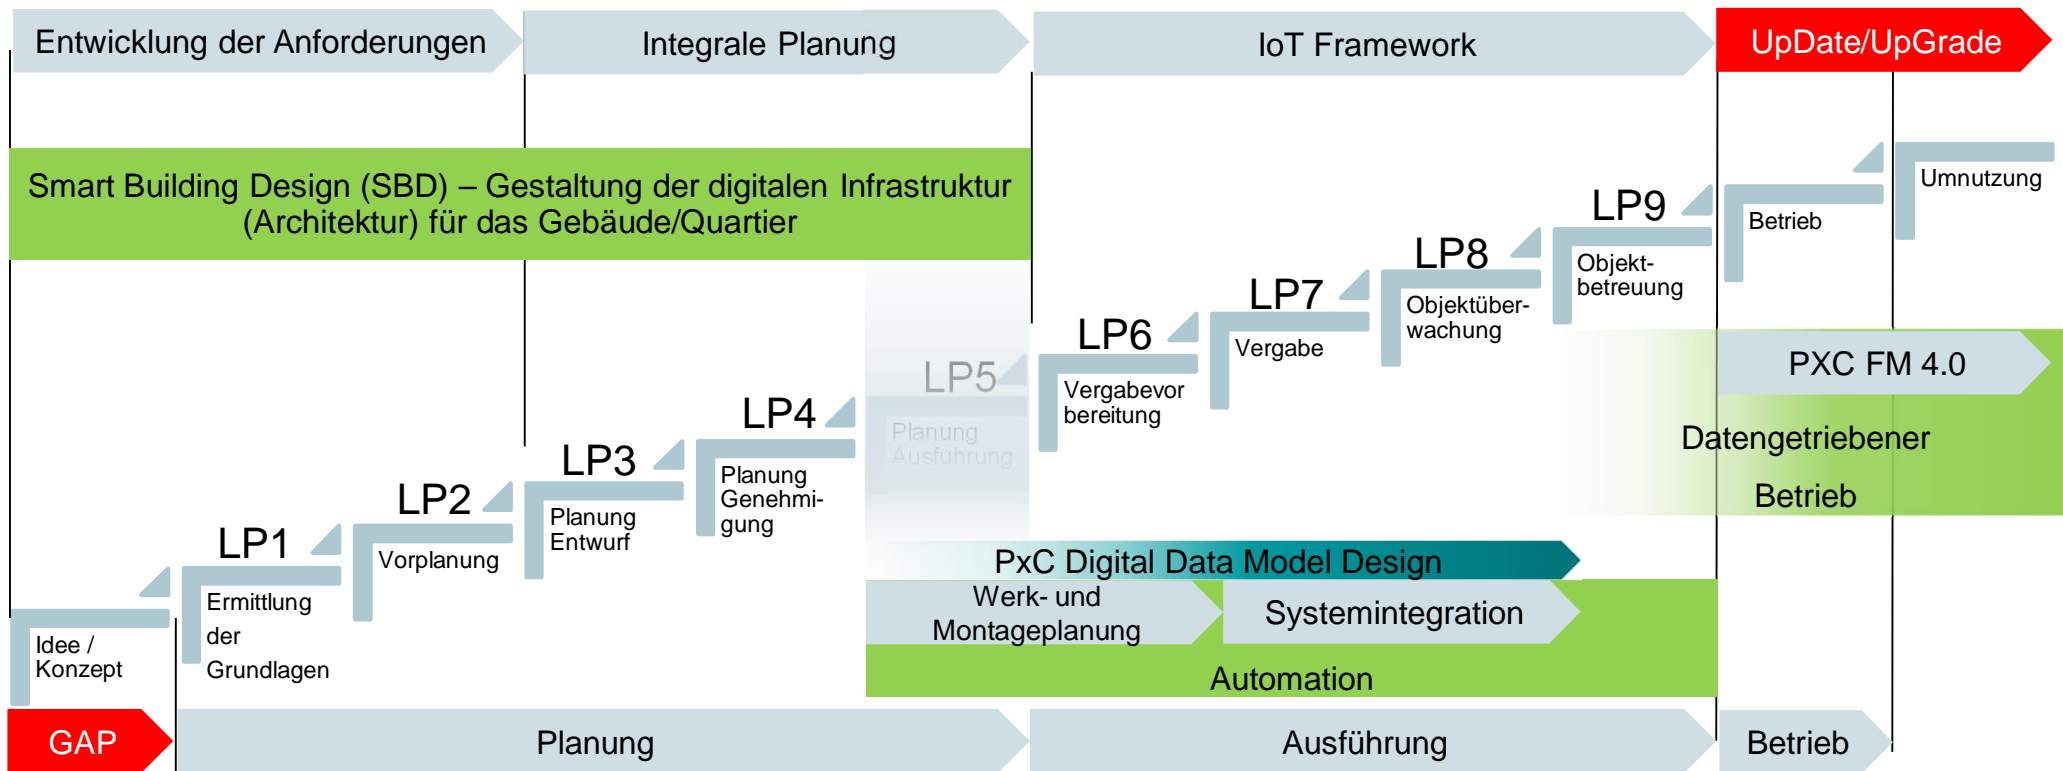 Entwicklung der Anforderungen
Integrale Planung
IoT Framework
UpDate/UpGrade
Smart Building Design (SBD) – Gestaltung der digitalen Infrastruktur
(Architektur) für das Gebäude/Quartier
Idee /
Konzept
LP1
Ermittlung
der
Grundlagen
LP2
Vorplanung
LP3
Planung
Entwurf
LP4
Planung
Genehmi-
gung
LP5
Planung
Ausführung
LP6
Vergabevor
bereitung
LP7
Vergabe
LP8
Objektüber-
wachung
LP9
Objekt-
betreuung
Betrieb
Umnutzung
PXC FM 4.0
Datengetriebener
Betrieb
PxC Digital Data Model Design
Werk- und
Montageplanung
Systemintegration
Automation
GAP
Planung
Ausführung
Betrieb